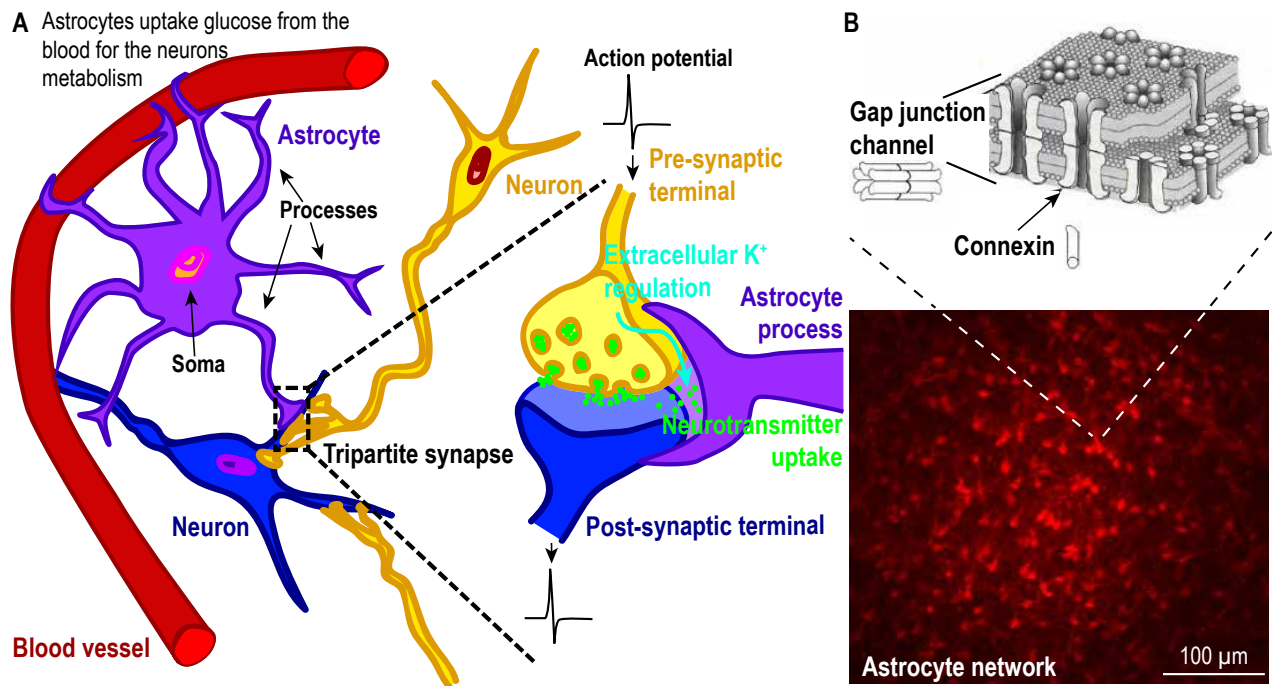 A
Astrocytes uptake glucose from the
blood for the neurons
metabolism
Astrocyte
Processes
Soma
Neuron
Tripartite synapse
Neuron
Blood vessel
Action potential
Pre-synaptic
terminal
Extracellular K⁺
regulation
Astrocyte
process
Neurotransmitter
uptake
Post-synaptic terminal
B
Gap junction
channel
Connexin
Astrocyte network
100 µm